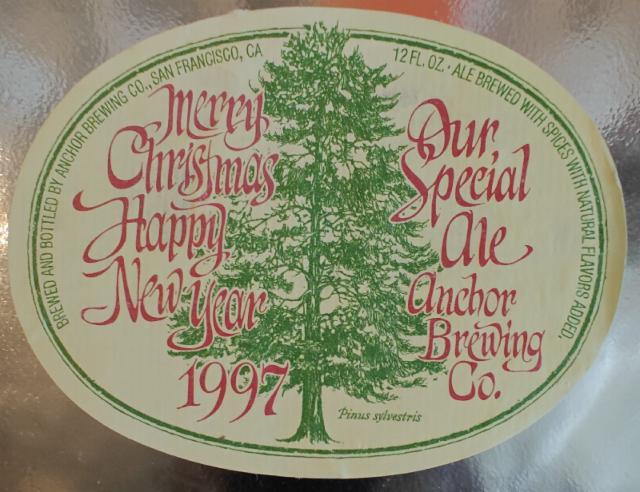 BREWED AND BOTTLED BY ANCHOR BREWING CO., SAN FRANCISCO, CA
12 FL. OZ. · ALE BREWED WITH SPICES WITH NATURAL FLAVORS ADDED.
Merry
Christmas
Happy
New Year
1997
Our
Special
Ale
Anchor
Brewing
Co.
Pinus sylvestris